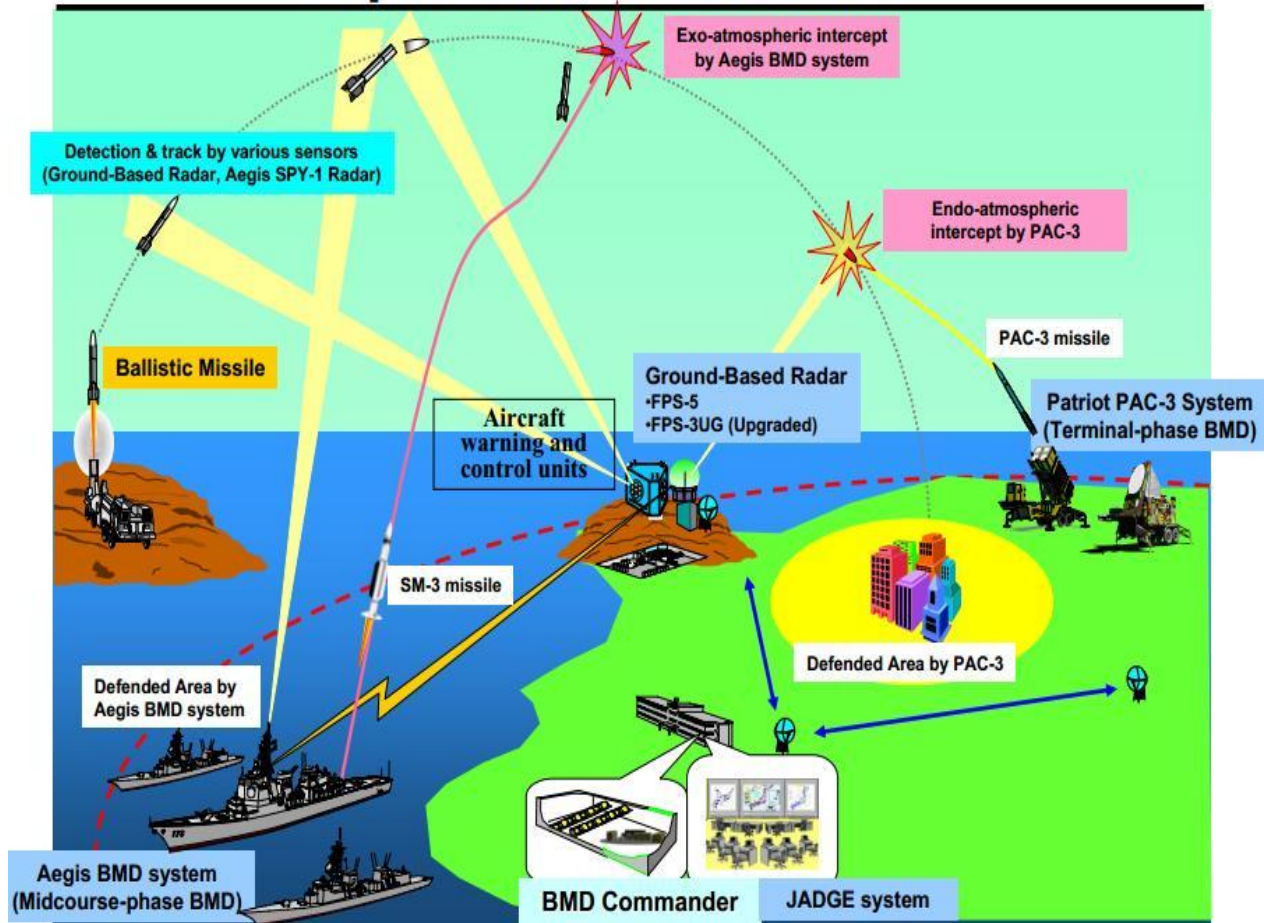 Exo-atmospheric intercept
by Aegis BMD system
Detection & track by various sensors
(Ground-Based Radar, Aegis SPY-1 Radar)
Endo-atmospheric
intercept by PAC-3
PAC-3 missile
Ballistic Missile
Ground-Based Radar
•FPS-5
•FPS-3UG (Upgraded)
Patriot PAC-3 System
(Terminal-phase BMD)
Aircraft
warning and
control units
SM-3 missile
Defended Area by PAC-3
Defended Area by
Aegis BMD system
Aegis BMD system
(Midcourse-phase BMD)
BMD Commander
JADGE system